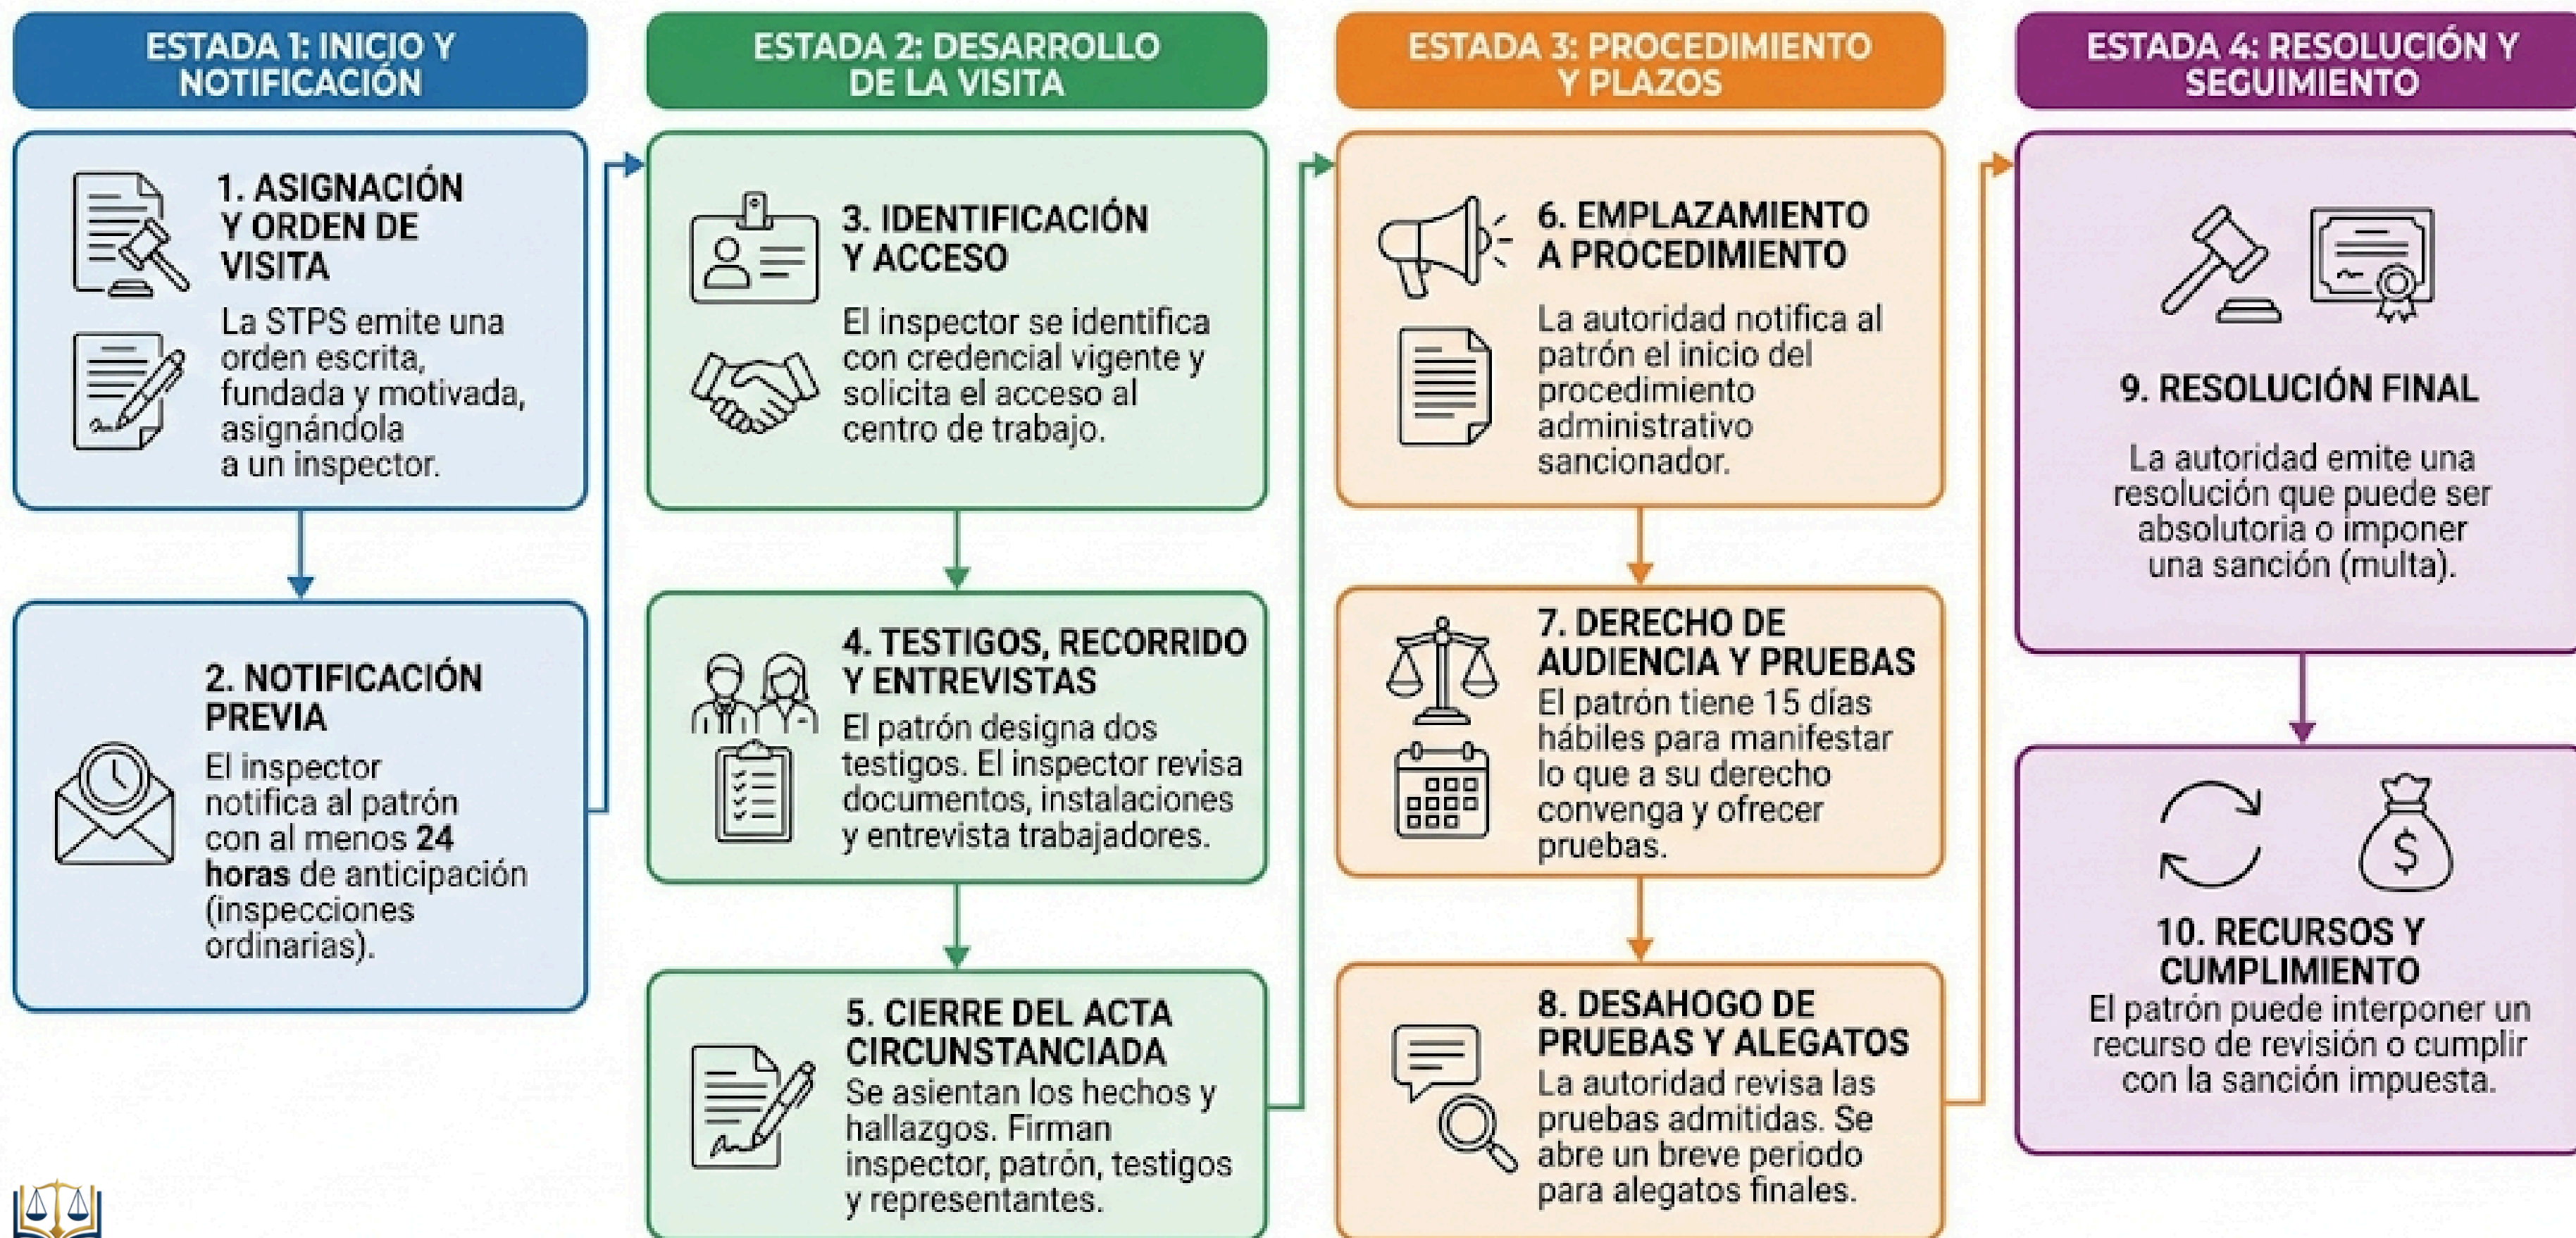 ESTADA 1: INICIO Y
NOTIFICACIÓN
1. ASIGNACIÓN
Y ORDEN DE
VISITA
La STPS emite una
orden escrita,
fundada y motivada,
asignándola
a un inspector.
2. NOTIFICACIÓN
PREVIA
El inspector
notifica al patrón
con al menos 24
horas de anticipación
(inspecciones
ordinarias).
ESTADA 2: DESARROLLO
DE LA VISITA
3. IDENTIFICACIÓN
Y ACCESO
El inspector se identifica
con credencial vigente y
solicita el acceso al
centro de trabajo.
4. TESTIGOS, RECORRIDO
Y ENTREVISTAS
El patrón designa dos
testigos. El inspector revisa
documentos, instalaciones
y entrevista trabajadores.
5. CIERRE DEL ACTA
CIRCUNSTANCIADA
Se asientan los hechos y
hallazgos. Firman
inspector, patrón, testigos
y representantes.
ESTADA 3: PROCEDIMIENTO
Y PLAZOS
6. EMPLAZAMIENTO
A PROCEDIMIENTO
La autoridad notifica al
patrón el inicio del
procedimiento
administrativo
sancionador.
7. DERECHO DE
AUDIENCIA Y PRUEBAS
El patrón tiene 15 días
hábiles para manifestar
lo que a su derecho
convenga y ofrecer
pruebas.
8. DESAHOGO DE
PRUEBAS Y ALEGATOS
La autoridad revisa las
pruebas admitidas. Se
abre un breve periodo
para alegatos finales.
ESTADA 4: RESOLUCIÓN Y
SEGUIMIENTO
9. RESOLUCIÓN FINAL
La autoridad emite una
resolución que puede ser
absolutoria o imponer
una sanción (multa).
$
10. RECURSOS Y
CUMPLIMIENTO
El patrón puede interponer un
recurso de revisión o cumplir
con la sanción impuesta.